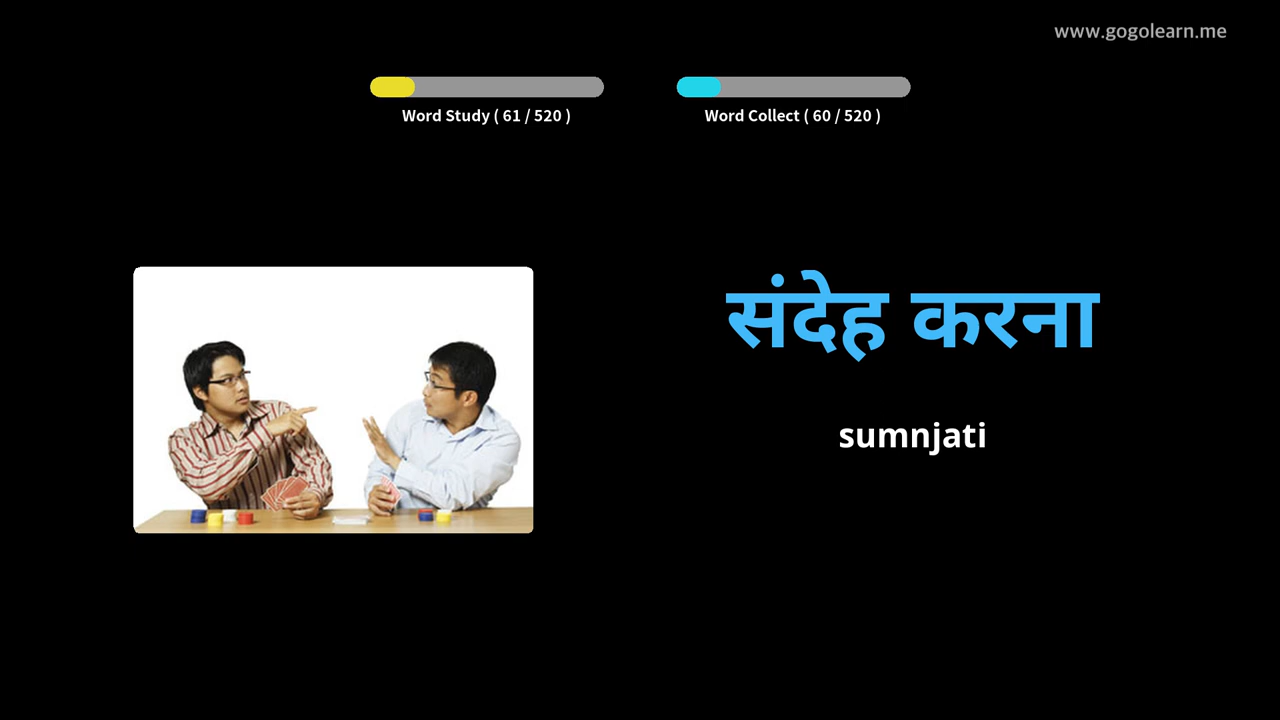 www.gogolearn.me
Word Study ( 61 / 520 )
Word Collect ( 60 / 520 )
संदेह करना
sumnjati